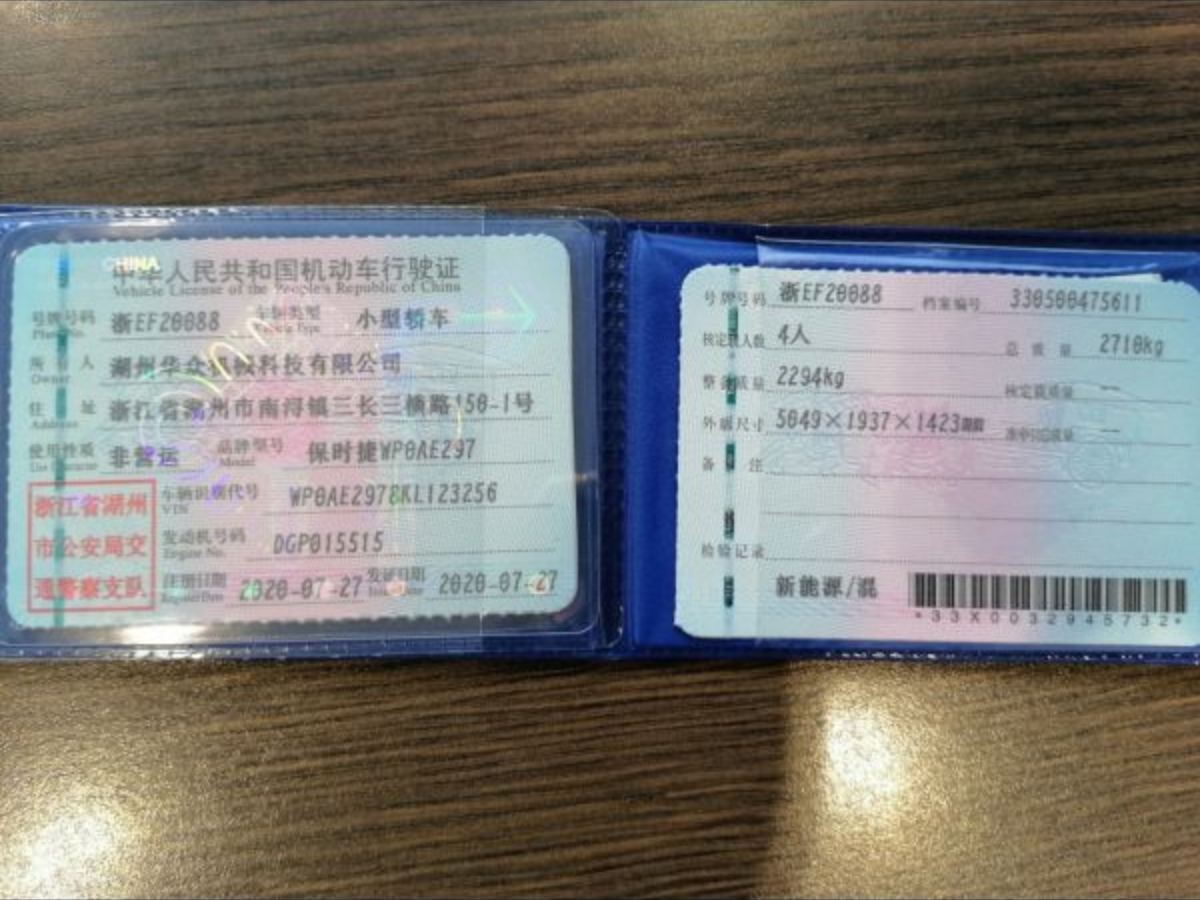 CHINA
中华人民共和国机动车行驶证
Vehicle License of the People's Republic of China
号牌号码 浙EF20088 车辆类型 小型轿车
Plate No. Vehicle Type
所有人 湖州华众机械科技有限公司
Owner
住址 浙江省湖州市南浔镇三长三横路150-1号
Address
使用性质 非营运 品牌型号 保时捷WP0AE297
Use Character Model
浙江省湖州
市公安局交
通警察支队
车辆识别代号 WP0AE2978KL123256
VIN
发动机号码 DGP015515
Engine No.
注册日期 2020-07-27 发证日期 2020-07-27
Register Date Issue Date
号牌号码 浙EF20088 档案编号 330500475611
核定载人数 4人 总质量 2710kg
整备质量 2294kg 核定载质量 --
外廓尺寸 5049×1937×1423mm 准牵引总质量 --
备注
检验记录
新能源/混
*33X0032945732*